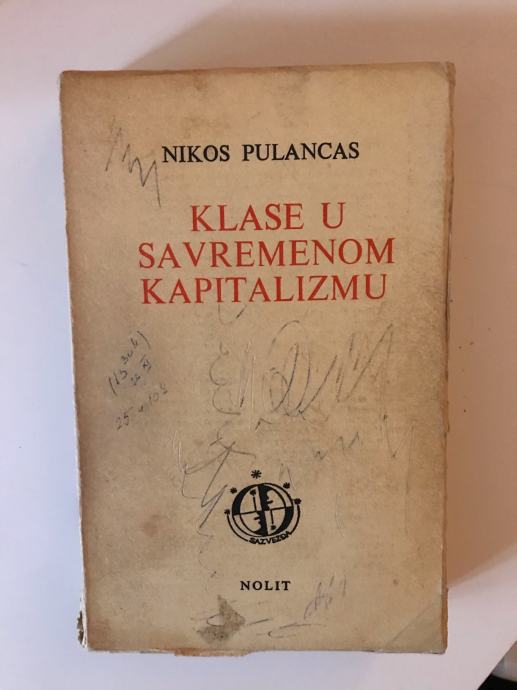 NIKOS PULANCAS
KLASE U
SAVREMENOM
KAPITALIZMU
SAZVEŽĐA
NOLIT